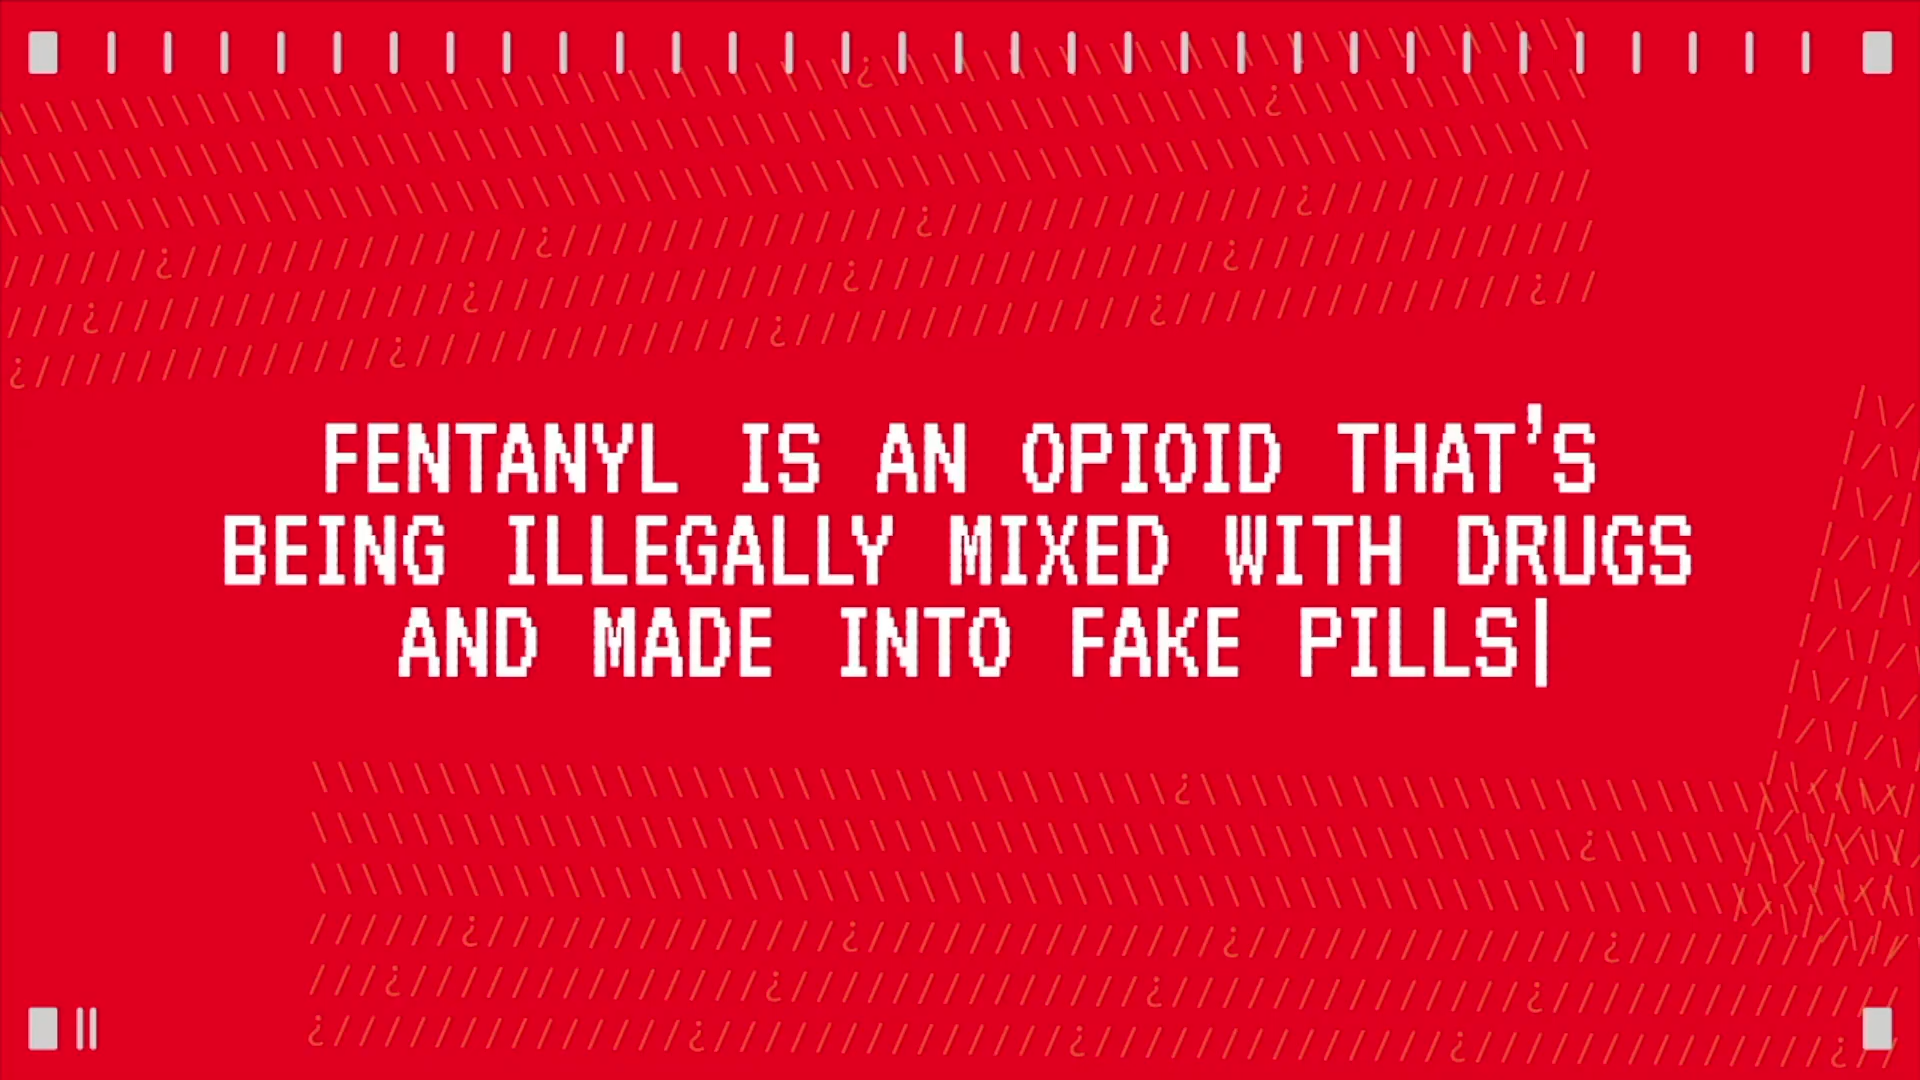 FENTANYL IS AN OPIOID THAT'S
BEING ILLEGALLY MIXED WITH DRUGS
AND MADE INTO FAKE PILLS|